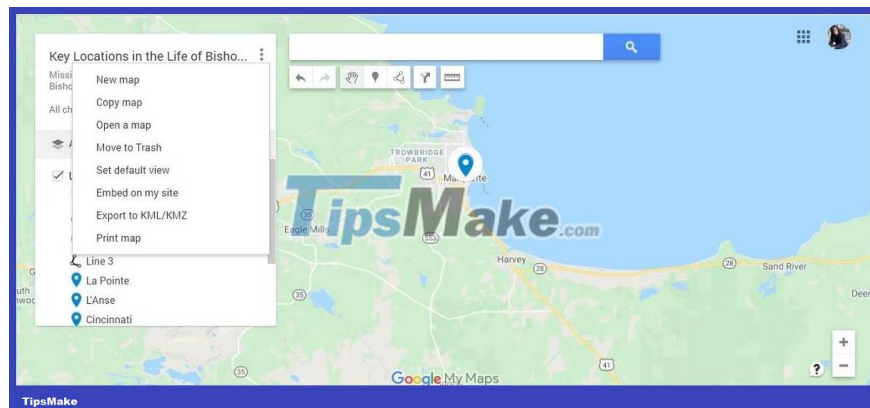 Key Locations in the Life of Bisho...
Missi
Bisho
All ch
New map
Copy map
Open a map
Move to Trash
Set default view
Embed on my site
Export to KML/KMZ
Print map
Line 3
La Pointe
L'Anse
Cincinnati
TROWBRIDGE
PARK
41
Marquette
35
Eagle Mills
553
TipsMake.com
Harvey
28
28
Sand River
Deer
35
35
41
Google My Maps
+
?
−
TipsMake